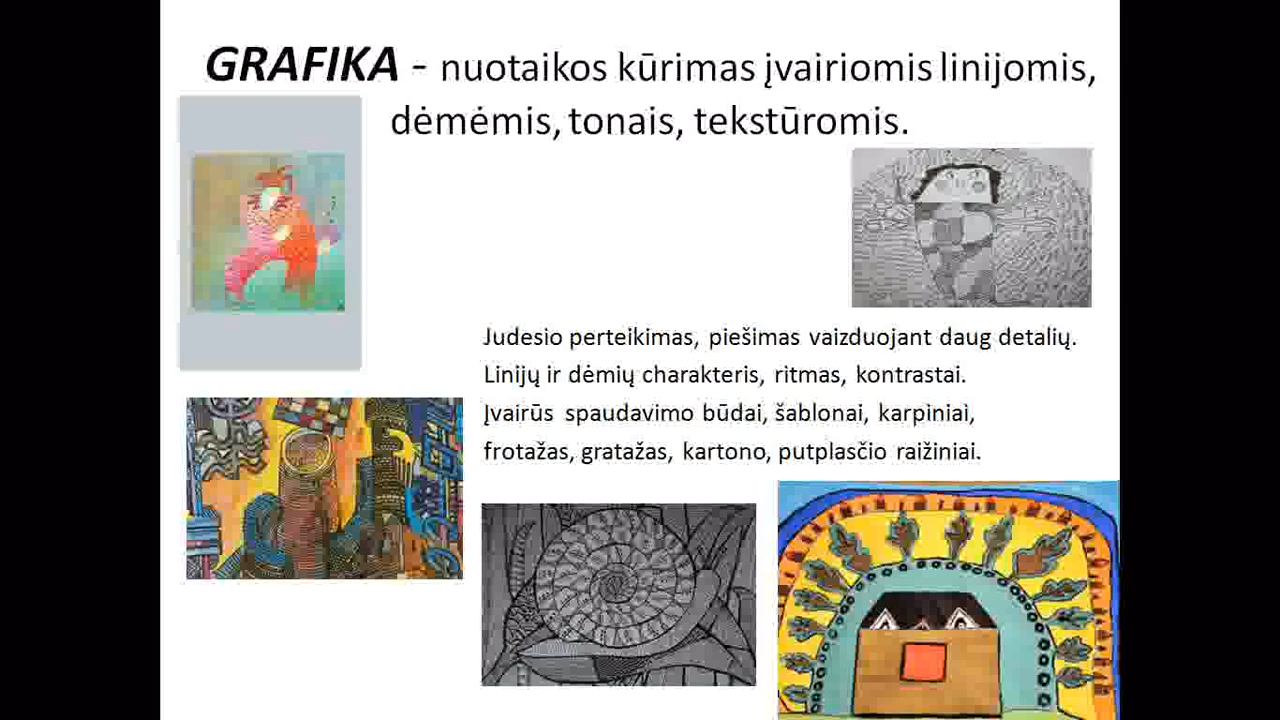 GRAFIKA - nuotaikos kūrimas įvairiomis linijomis,
dėmėmis, tonais, tekstūromis.
Judesio perteikimas, piešimas vaizduojant daug detalių.
Linijų ir dėmių charakteris, ritmas, kontrastai.
Įvairūs spaudavimo būdai, šablonai, karpiniai,
frotažas, gratažas, kartono, putplasčio raižiniai.